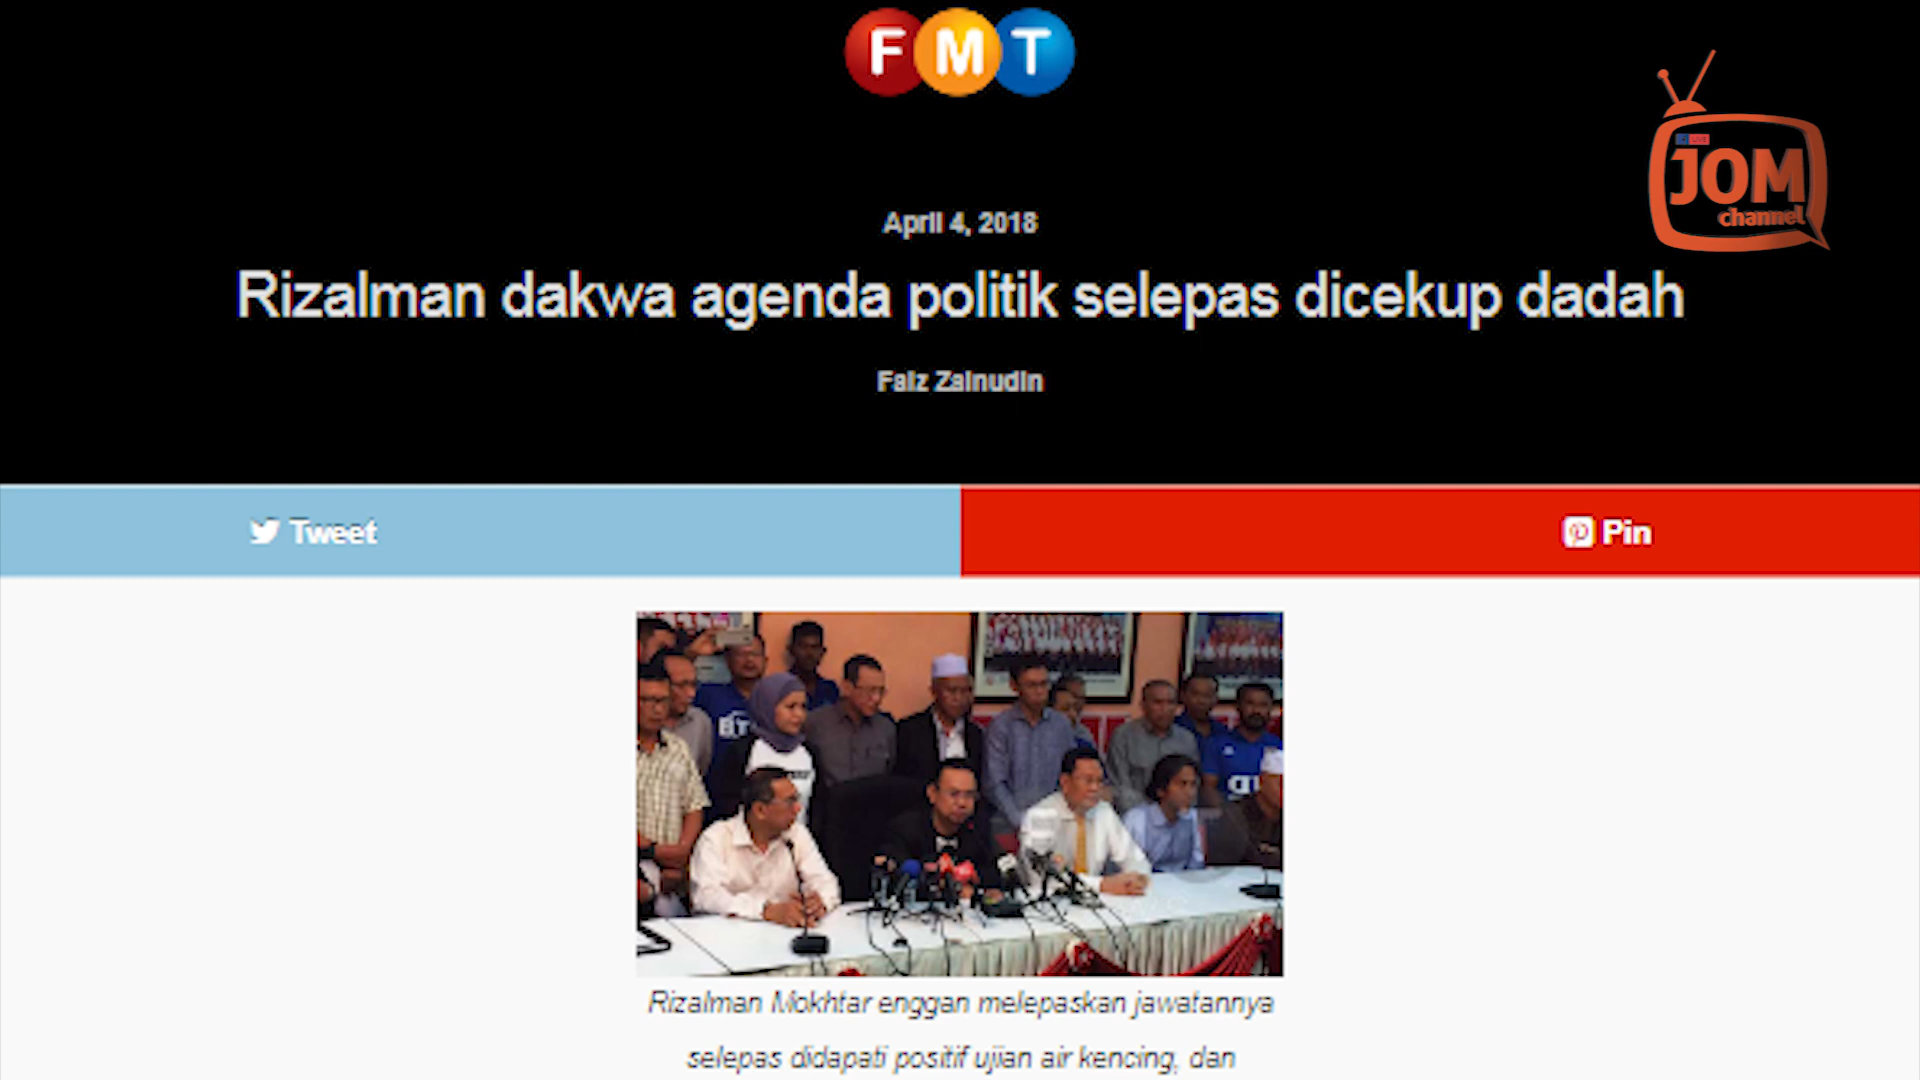 FMT
LIVE
JOM
channel
April 4, 2018
Rizalman dakwa agenda politik selepas dicekup dadah
Faiz Zainudin
Tweet
Pin
Rizalman Mokhtar enggan melepaskan jawatannya
selepas didapati positif ujian air kencing, dan